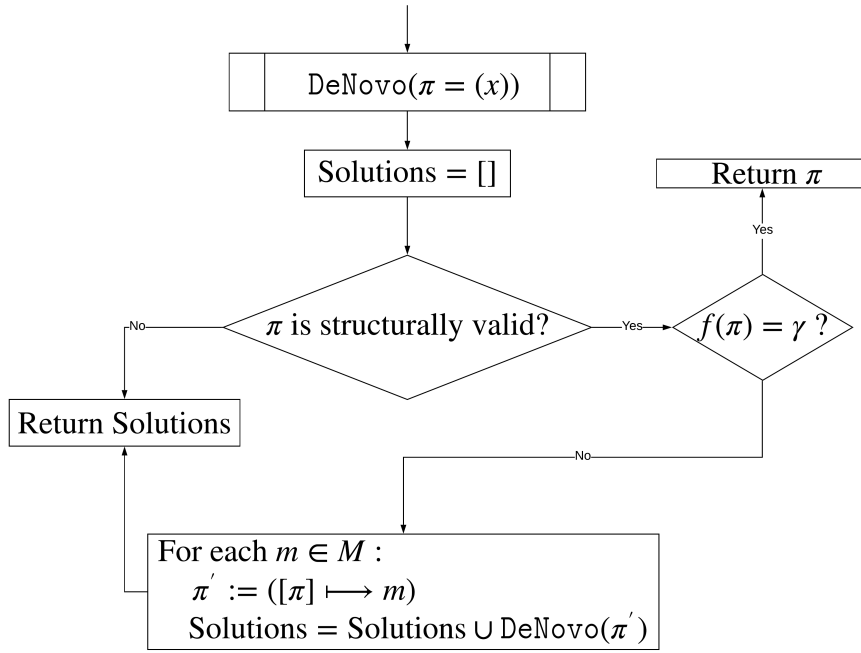 DeNovo(π = (x))
Solutions = []
Return π
Yes
π is structurally valid?
No
Yes
f(π) = γ ?
Return Solutions
No
For each m ∈ M :
π′ := ([π] ⟼ m)
Solutions = Solutions ∪ DeNovo(π′)